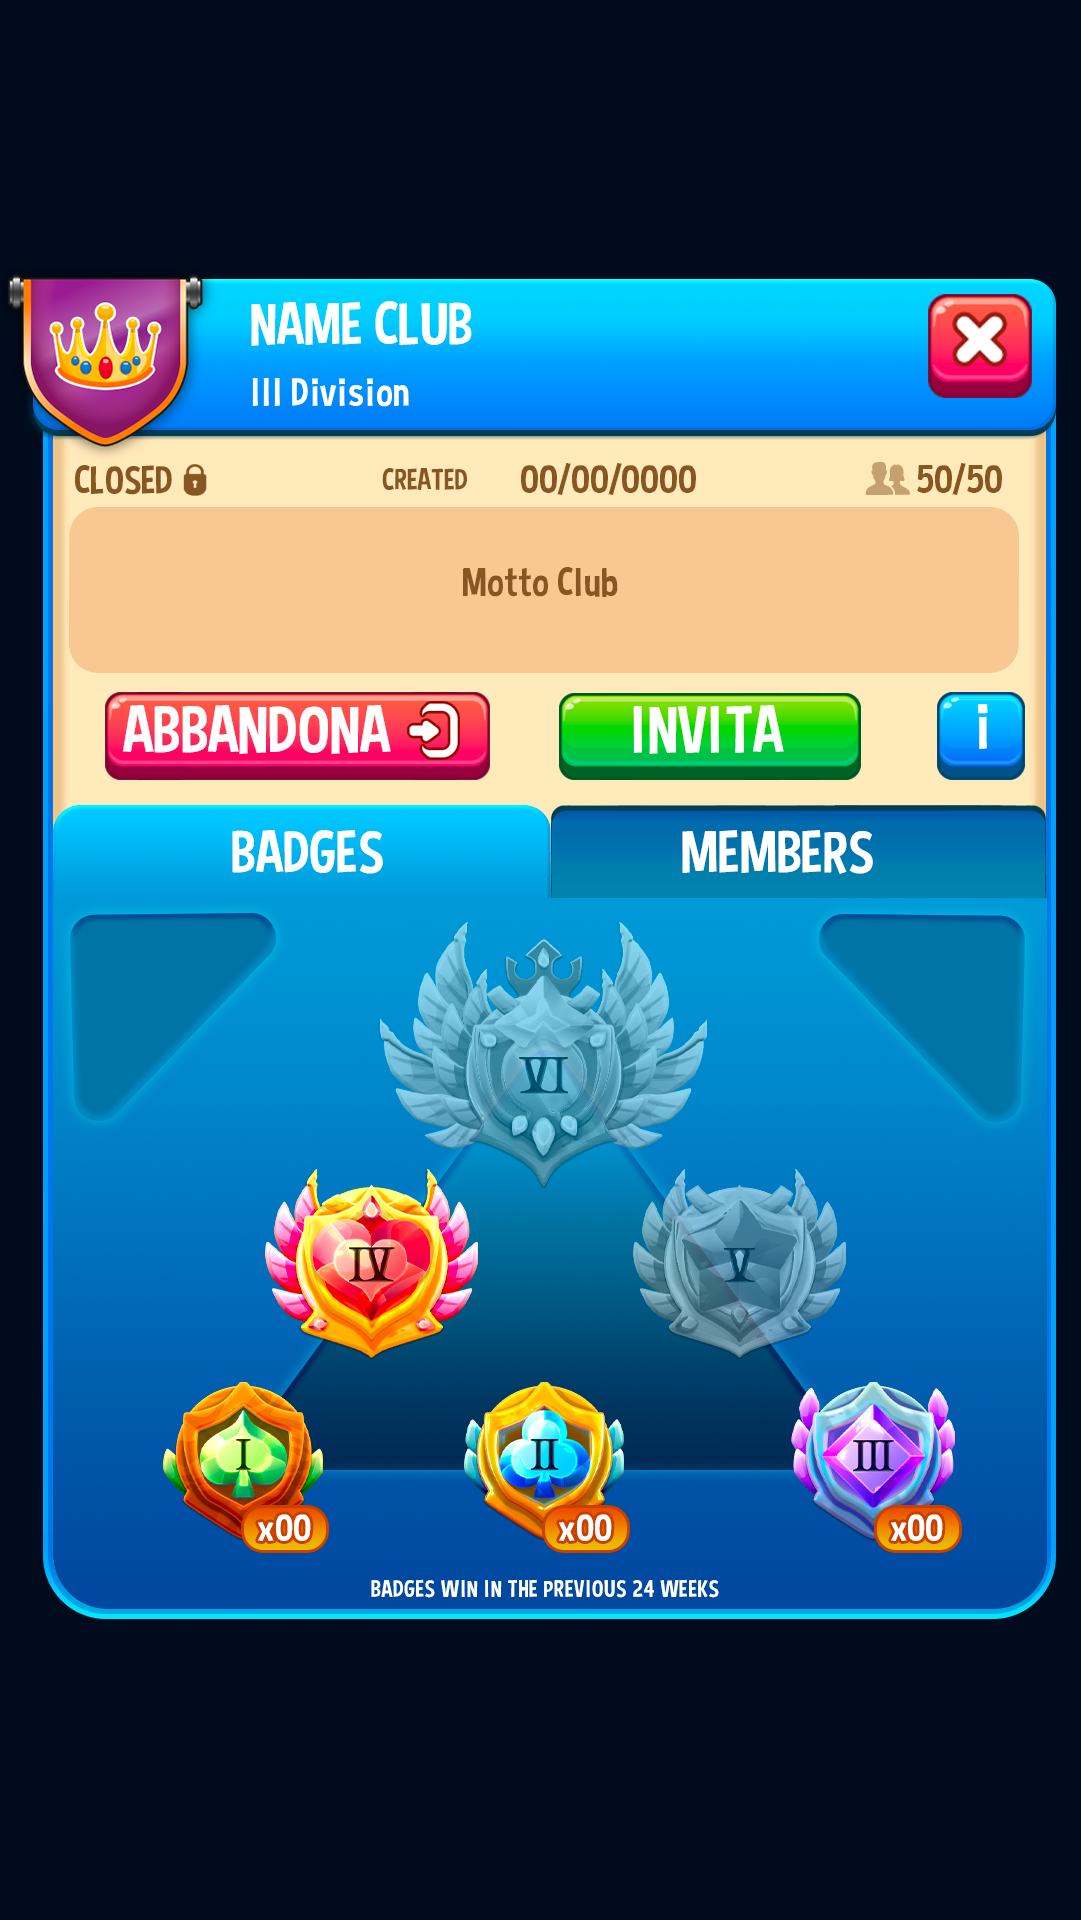 NAME CLUB
III Division
CLOSED CREATED 00/00/0000 50/50
Motto Club
ABBANDONA INVITA i
BADGES MEMBERS
VI
IV V
I II III
x00 x00 x00
BADGES WIN IN THE PREVIOUS 24 WEEKS